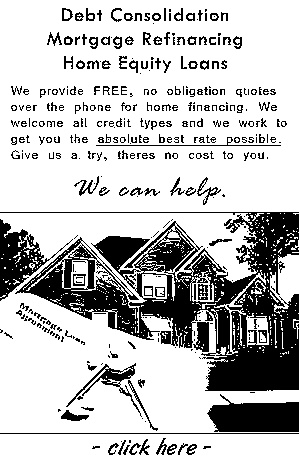 Debt Consolidation
Mortgage Refinancing
Home Equity Loans
We provide FREE, no obligation quotes
over the phone for home financing. We
welcome all credit types and we work to
get you the absolute best rate possible.
Give us a try, theres no cost to you.
We can help.
Mortgage Loan
Agreement
- click here -